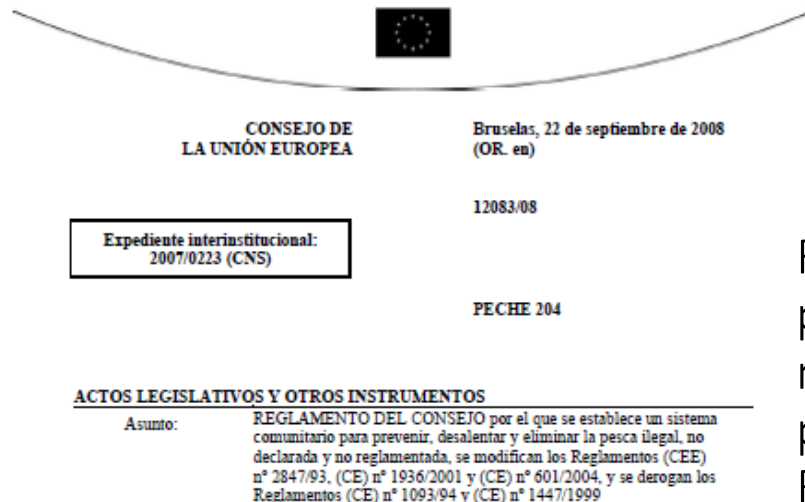 CONSEJO DE
LA UNIÓN EUROPEA
Bruselas, 22 de septiembre de 2008
(OR. en)
12083/08
Expediente interinstitucional:
2007/0223 (CNS)
PECHE 204
ACTOS LEGISLATIVOS Y OTROS INSTRUMENTOS
Asunto: REGLAMENTO DEL CONSEJO por el que se establece un sistema
comunitario para prevenir, desalentar y eliminar la pesca ilegal, no
declarada y no reglamentada, se modifican los Reglamentos (CEE)
nº 2847/93, (CE) nº 1936/2001 y (CE) nº 601/2004, y se derogan los
Reglamentos (CE) nº 1093/94 y (CE) nº 1447/1999